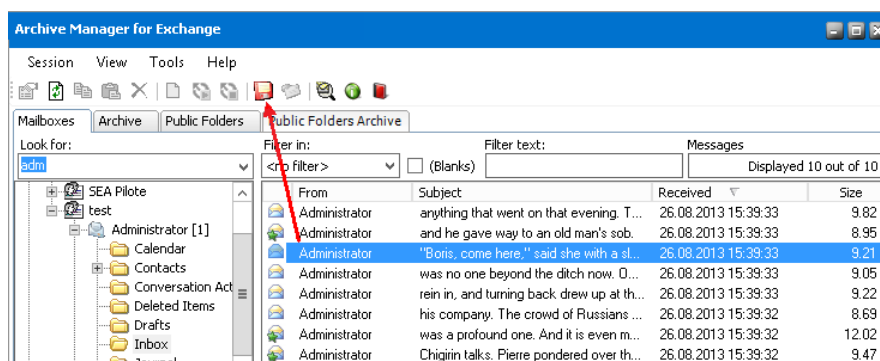 Archive Manager for Exchange
Session View Tools Help
Mailboxes Archive Public Folders Public Folders Archive
Look for: Filter in: Filter text: Messages
adm <no filter> (Blanks) Displayed 10 out of 10
From Subject Received Size
SEA Pilote
test
Administrator [1]
Calendar
Contacts
Conversation Act
Deleted Items
Drafts
Inbox
Journal
Administrator anything that went on that evening. T... 26.08.2013 15:39:33 9.82
Administrator and he gave way to an old man's sob. 26.08.2013 15:39:33 8.95
Administrator "Boris, come here," said she with a sl... 26.08.2013 15:39:33 9.21
Administrator was no one beyond the ditch now. O... 26.08.2013 15:39:33 9.05
Administrator rein in, and turning back drew up at th... 26.08.2013 15:39:33 9.22
Administrator his company. The crowd of Russians ... 26.08.2013 15:39:32 8.69
Administrator was a profound one. And it is even m... 26.08.2013 15:39:32 12.02
Administrator Chigirin talks. Pierre pondered over th... 26.08.2013 15:39:32 9.47